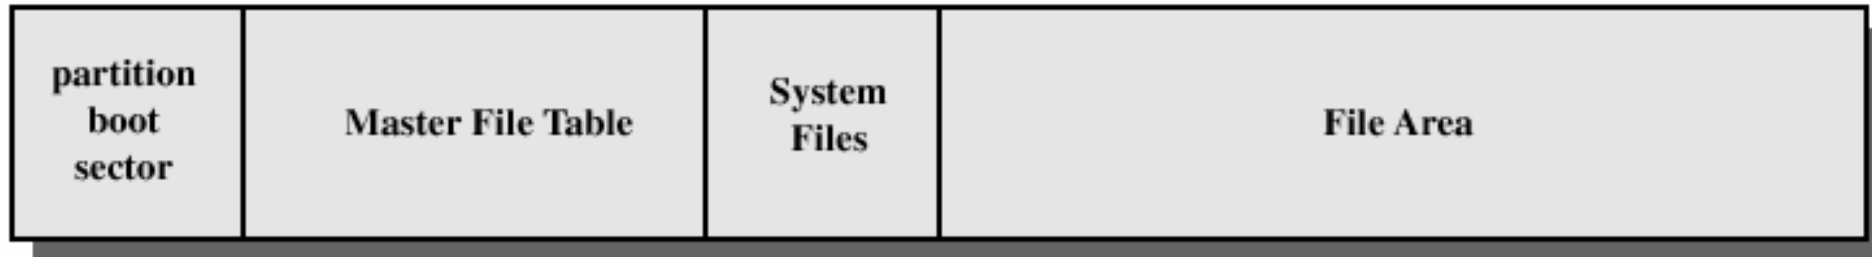 partition
boot
sector
Master File Table
System
Files
File Area